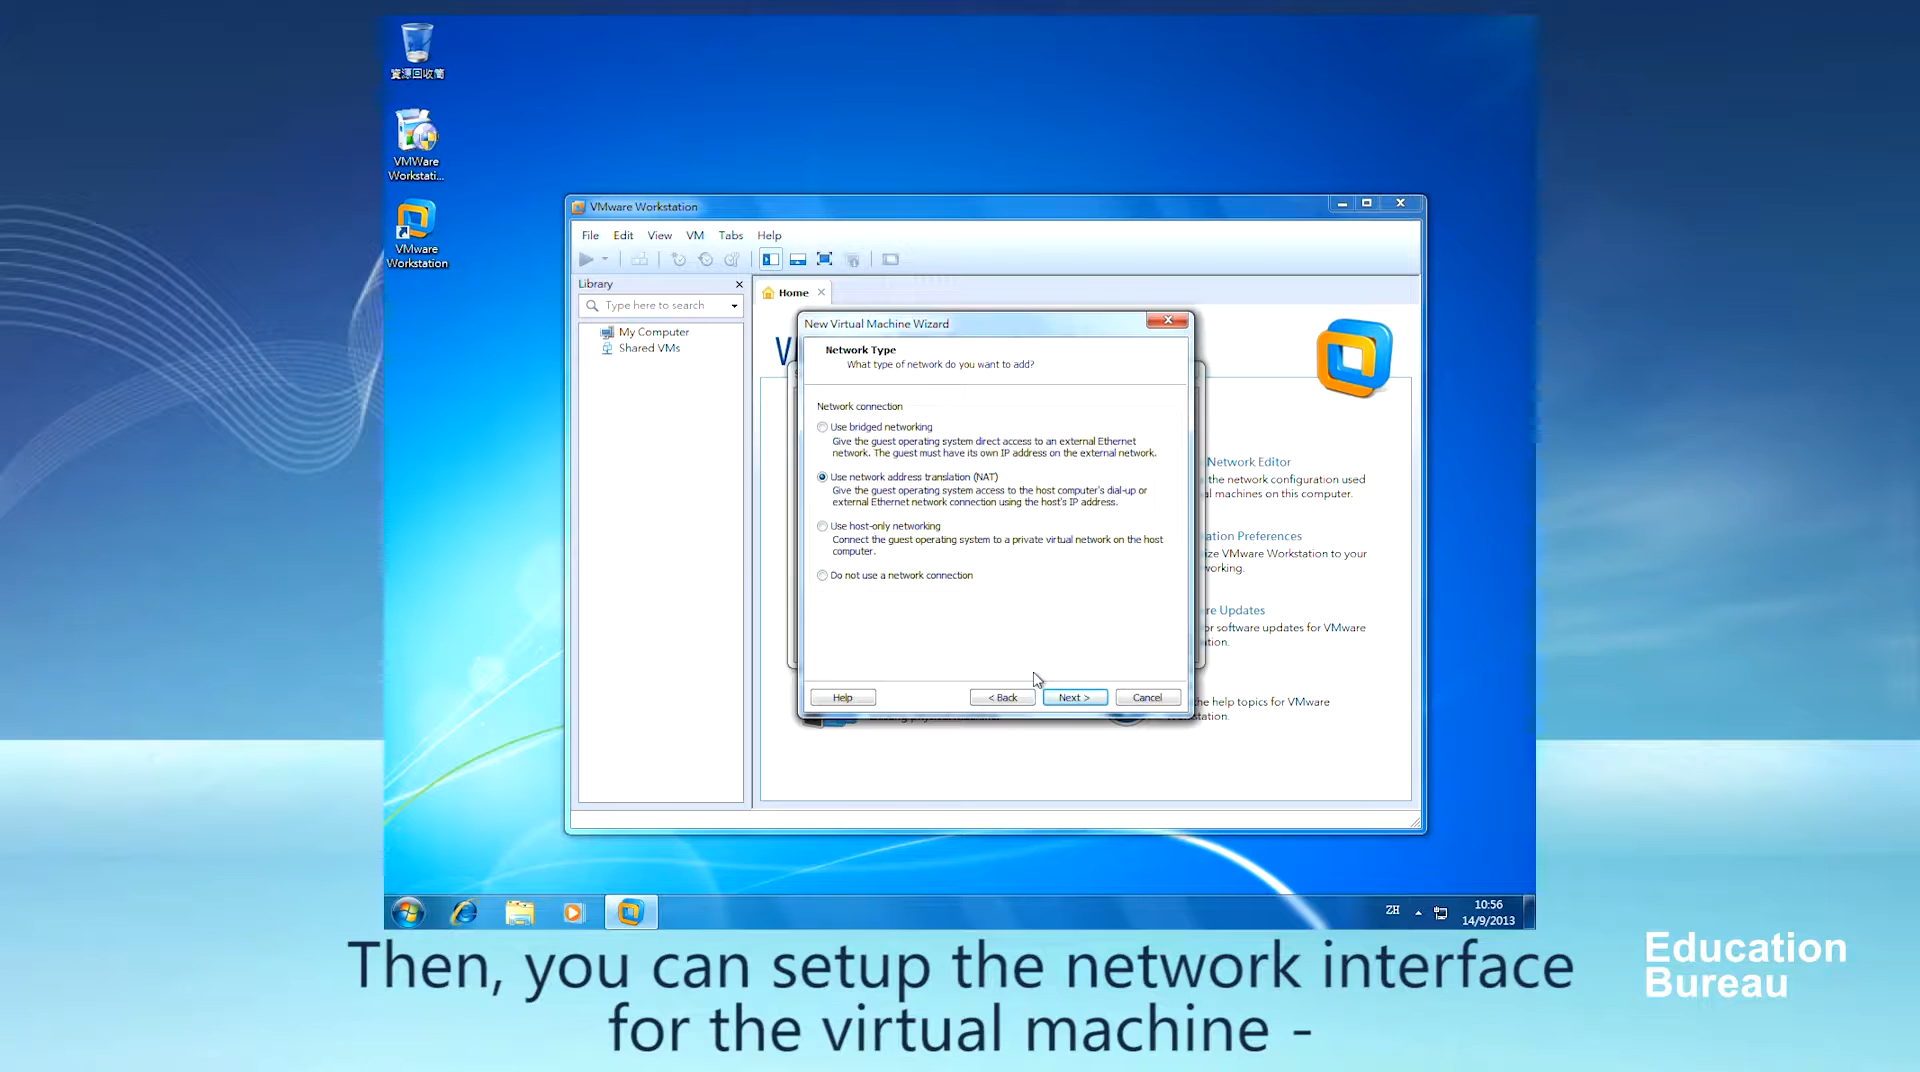 資源回收筒
VMWare
Workstati...
VMware
Workstation
VMware Workstation
File Edit View VM Tabs Help
Library
Type here to search
My Computer
Shared VMs
Home
V
New Virtual Machine Wizard
Network Type
What type of network do you want to add?
Network connection
Use bridged networking
Give the guest operating system direct access to an external Ethernet
network. The guest must have its own IP address on the external network.
Use network address translation (NAT)
Give the guest operating system access to the host computer's dial-up or
external Ethernet network connection using the host's IP address.
Use host-only networking
Connect the guest operating system to a private virtual network on the host
computer.
Do not use a network connection
Help < Back Next > Cancel
Network Editor
the network configuration used
al machines on this computer.
ation Preferences
ize VMware Workstation to your
working.
re Updates
or software updates for VMware
tion.
the help topics for VMware
station.
ZH
10:56
14/9/2013
Then, you can setup the network interface
for the virtual machine -
Education
Bureau